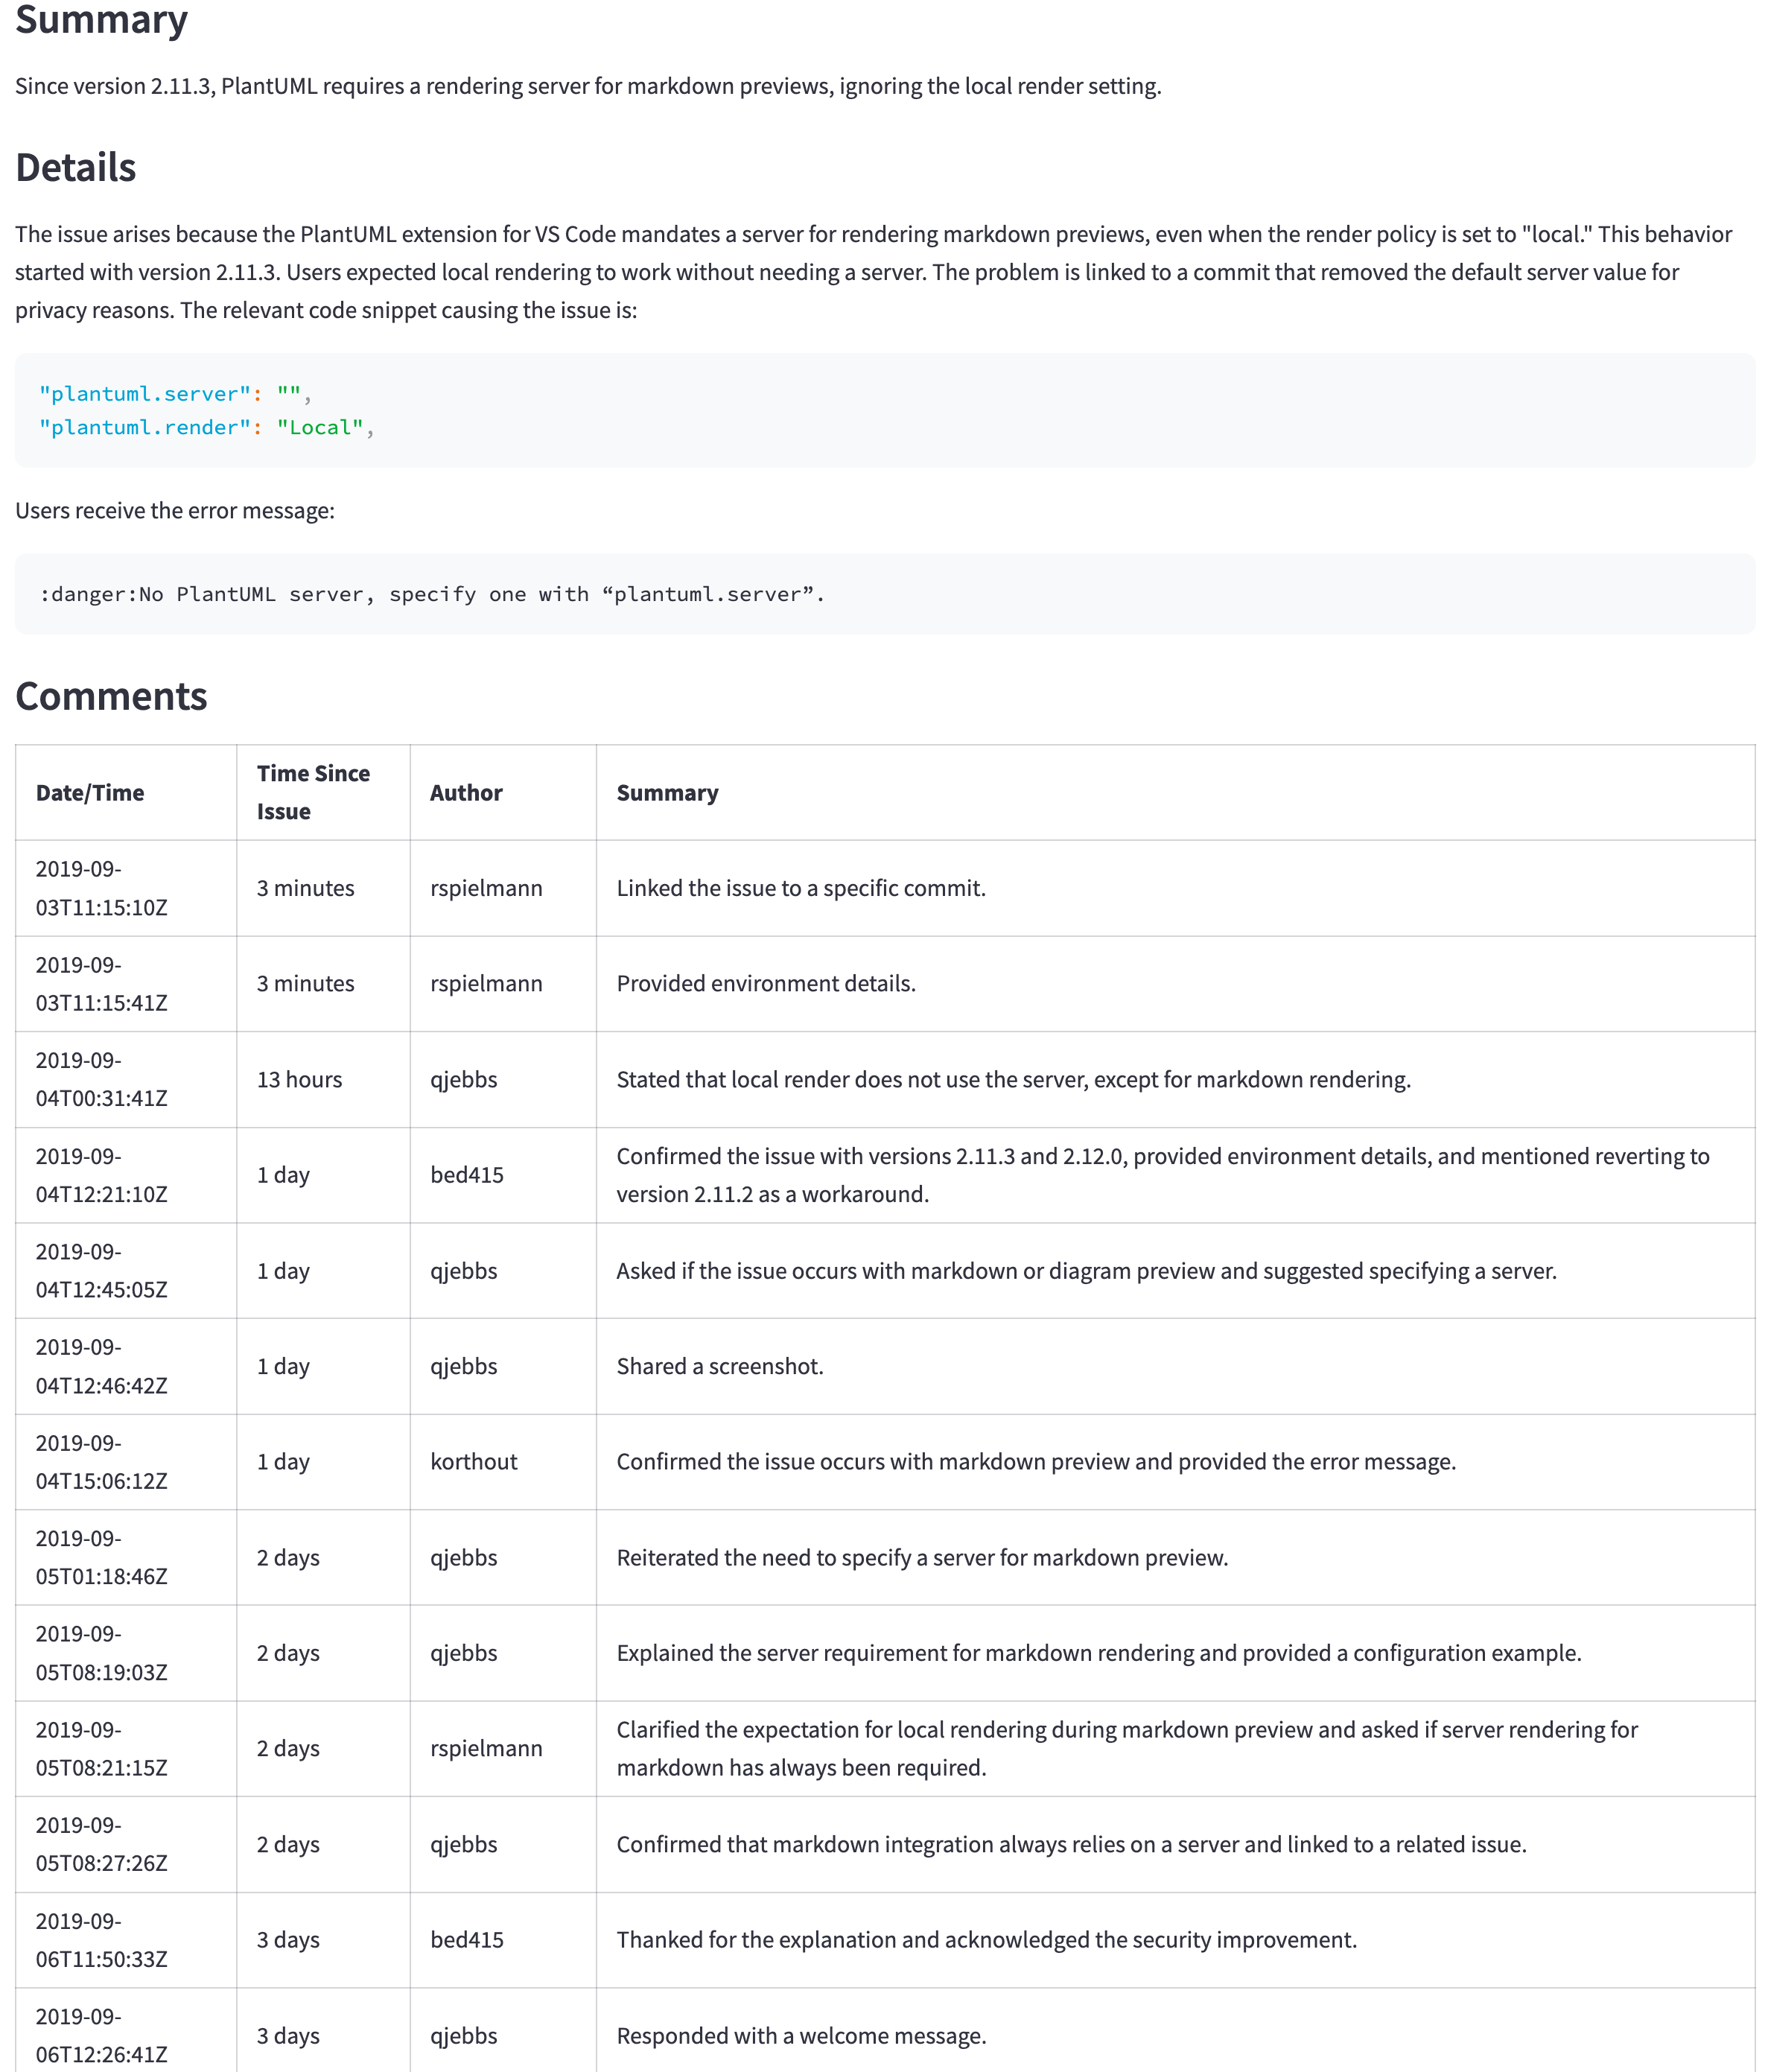 Summary
Since version 2.11.3, PlantUML requires a rendering server for markdown previews, ignoring the local render setting.
Details
The issue arises because the PlantUML extension for VS Code mandates a server for rendering markdown previews, even when the render policy is set to "local." This behavior
started with version 2.11.3. Users expected local rendering to work without needing a server. The problem is linked to a commit that removed the default server value for
privacy reasons. The relevant code snippet causing the issue is:
"plantuml.server": "",
"plantuml.render": "Local",
Users receive the error message:
:danger:No PlantUML server, specify one with “plantuml.server”.
Comments
Date/Time
Time Since
Issue
Author
Summary
2019-09-
03T11:15:10Z
3 minutes
rspielmann
Linked the issue to a specific commit.
2019-09-
03T11:15:41Z
3 minutes
rspielmann
Provided environment details.
2019-09-
04T00:31:41Z
13 hours
qjebbs
Stated that local render does not use the server, except for markdown rendering.
2019-09-
04T12:21:10Z
1 day
bed415
Confirmed the issue with versions 2.11.3 and 2.12.0, provided environment details, and mentioned reverting to
version 2.11.2 as a workaround.
2019-09-
04T12:45:05Z
1 day
qjebbs
Asked if the issue occurs with markdown or diagram preview and suggested specifying a server.
2019-09-
04T12:46:42Z
1 day
qjebbs
Shared a screenshot.
2019-09-
04T15:06:12Z
1 day
korthout
Confirmed the issue occurs with markdown preview and provided the error message.
2019-09-
05T01:18:46Z
2 days
qjebbs
Reiterated the need to specify a server for markdown preview.
2019-09-
05T08:19:03Z
2 days
qjebbs
Explained the server requirement for markdown rendering and provided a configuration example.
2019-09-
05T08:21:15Z
2 days
rspielmann
Clarified the expectation for local rendering during markdown preview and asked if server rendering for
markdown has always been required.
2019-09-
05T08:27:26Z
2 days
qjebbs
Confirmed that markdown integration always relies on a server and linked to a related issue.
2019-09-
06T11:50:33Z
3 days
bed415
Thanked for the explanation and acknowledged the security improvement.
2019-09-
06T12:26:41Z
3 days
qjebbs
Responded with a welcome message.